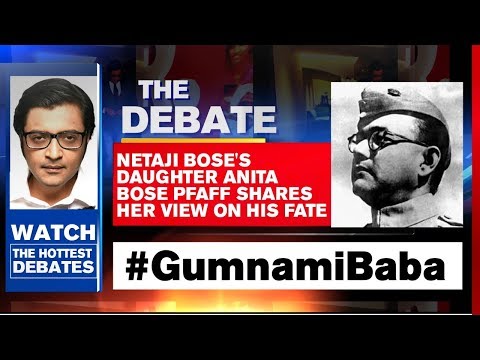 THE
DEBATE
NETAJI BOSE'S
DAUGHTER ANITA
BOSE PFAFF SHARES
HER VIEW ON HIS FATE
WATCH
THE HOTTEST
DEBATES
#GumnamiBaba